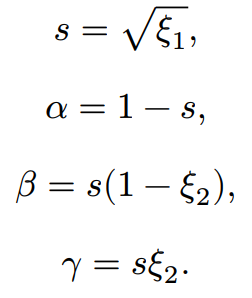 s = √ξ₁,
α = 1 − s,
β = s(1 − ξ₂),
γ = sξ₂.